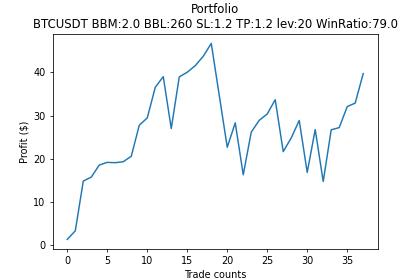 Portfolio
BTCUSDT BBM:2.0 BBL:260 SL:1.2 TP:1.2 lev:20 WinRatio:79.0
40
30
20
10
0
Profit ($)
0 5 10 15 20 25 30 35
Trade counts